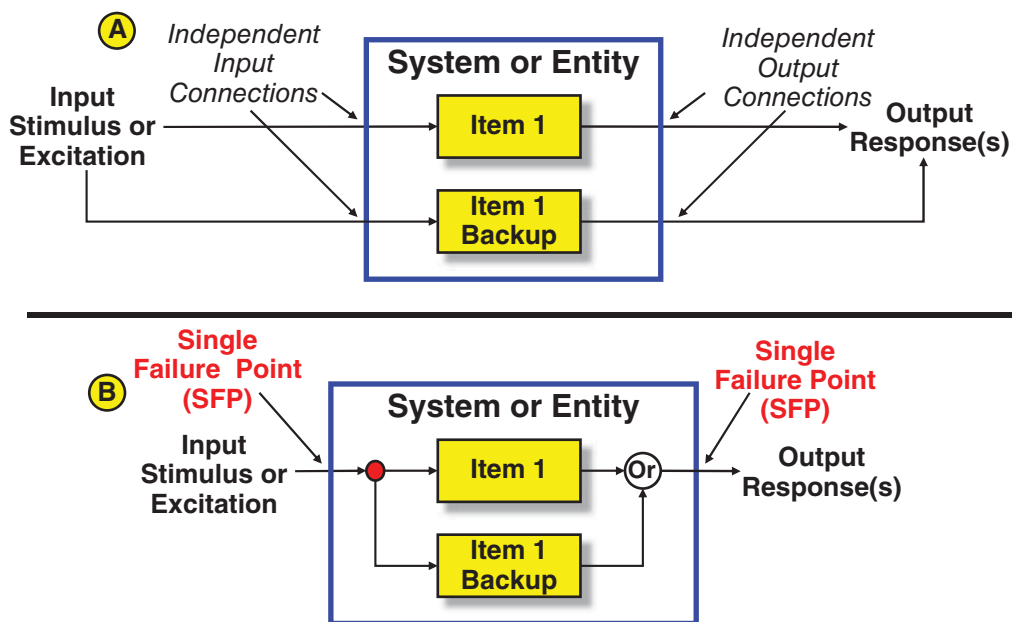 A
Independent
Input
Connections
System or Entity
Independent
Output
Connections
Input
Stimulus or
Excitation
Item 1
Output
Response(s)
Item 1
Backup
Single
Failure Point
(SFP)
B
System or Entity
Single
Failure Point
(SFP)
Input
Stimulus or
Excitation
Item 1
Or
Output
Response(s)
Item 1
Backup